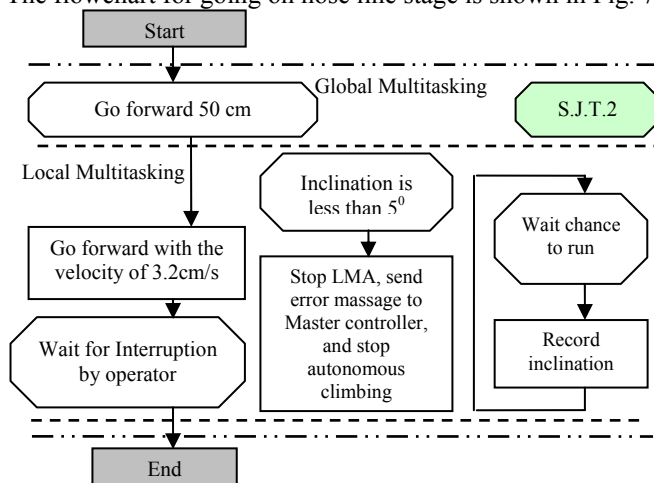 The flowchart for going on nose line stage is shown in Fig. 7
Start
Global Multitasking
Go forward 50 cm
S.J.T.2
Local Multitasking
Inclination is
less than 5⁰
Wait chance
to run
Go forward with the
velocity of 3.2cm/s
Stop LMA, send
error massage to
Master controller,
and stop
autonomous
climbing
Wait for Interruption
by operator
Record
inclination
End